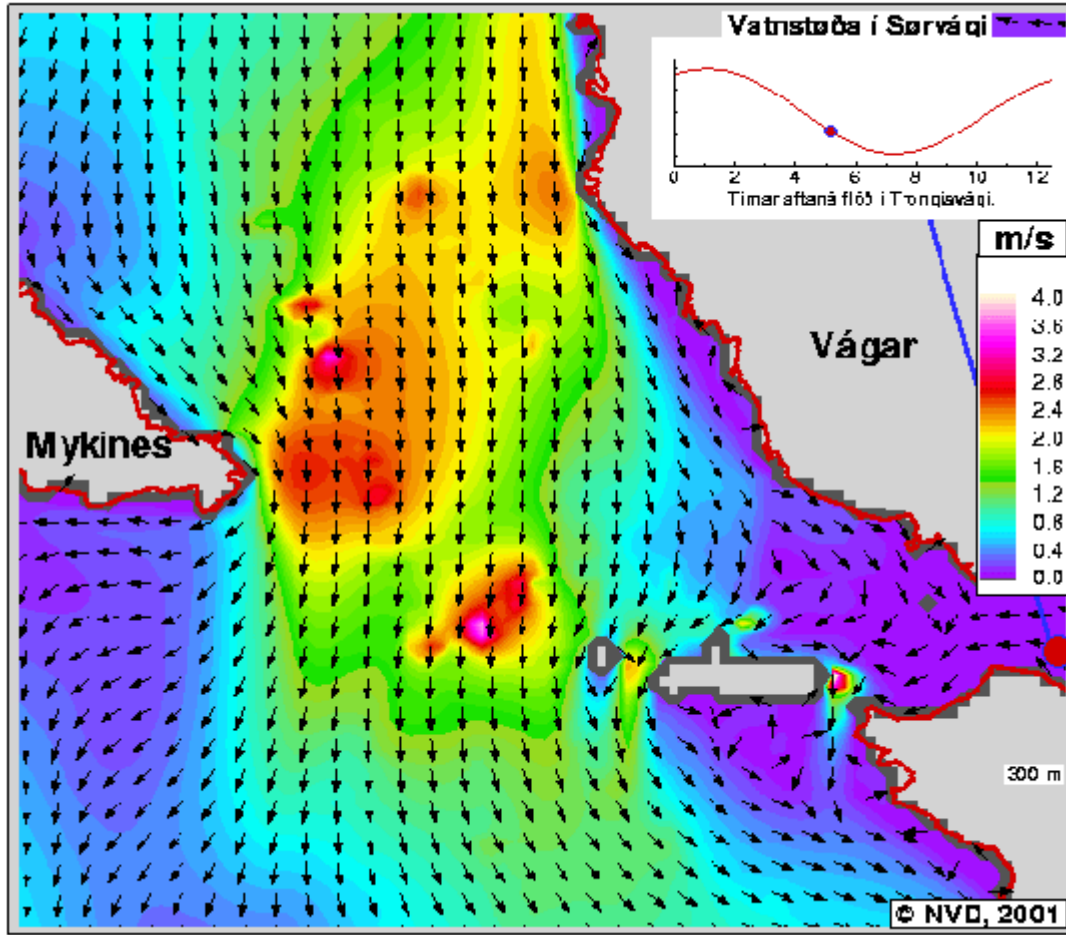 Vatnstøða í Sørvági
0 2 4 6 8 10 12
Tímar aftaná flóð í Trongisvági.
m/s
4.0
3.6
3.2
2.8
2.4
2.0
1.6
1.2
0.8
0.4
0.0
Vágar
Mykines
300 m
© NVD, 2001